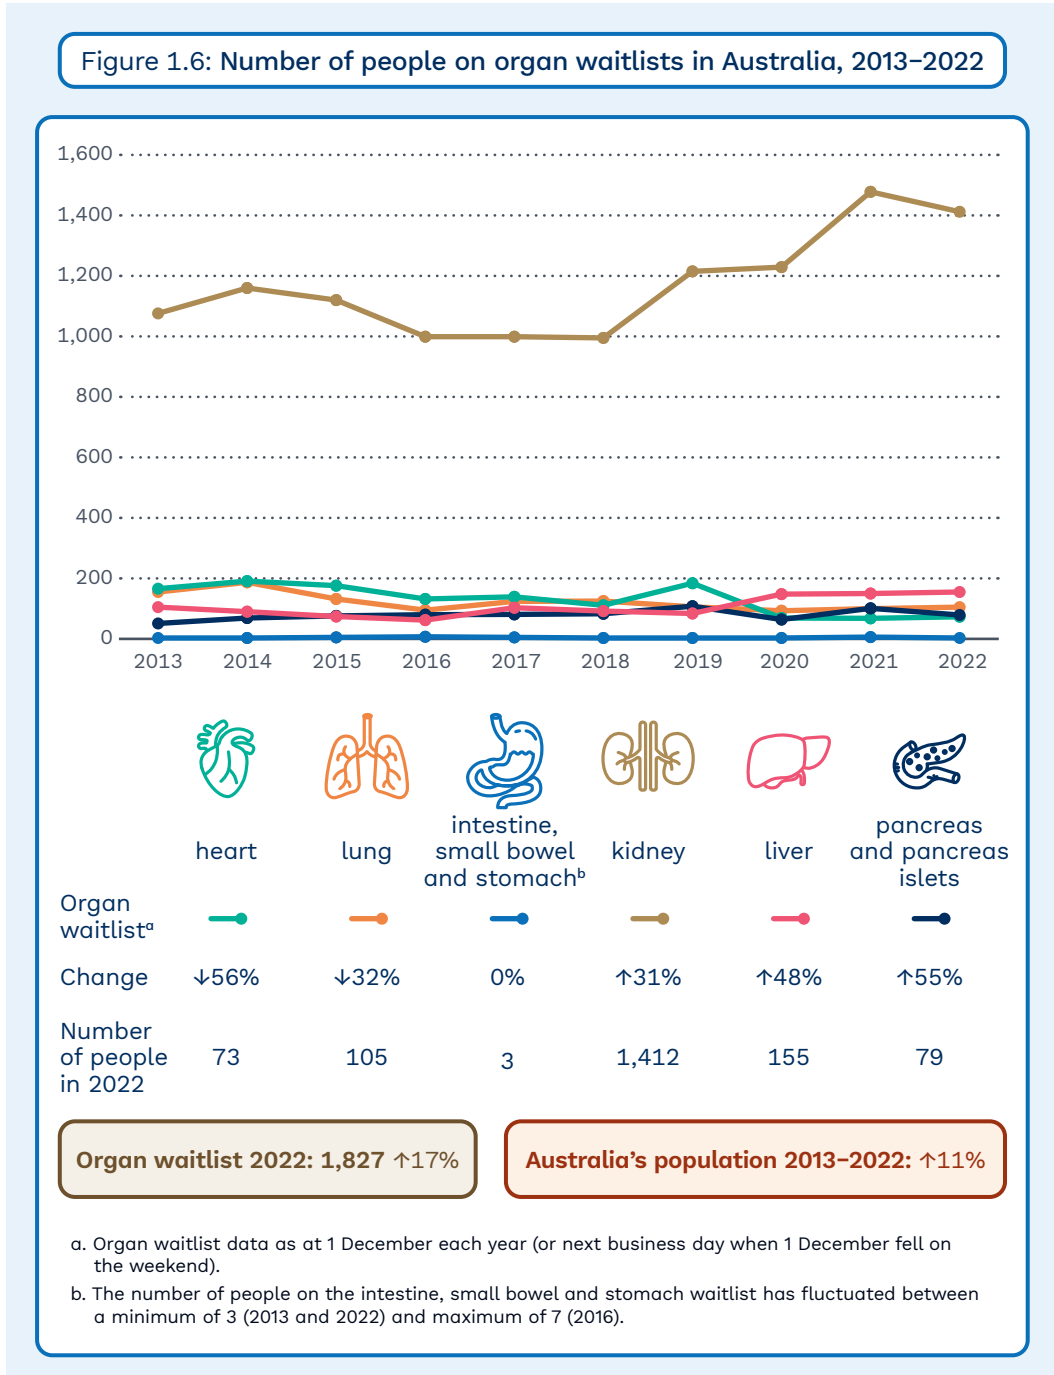 Figure 1.6: Number of people on organ waitlists in Australia, 2013–2022
1,600
1,400
1,200
1,000
800
600
400
200
0
2013 2014 2015 2016 2017 2018 2019 2020 2021 2022
heart
lung
intestine,
small bowel
and stomachᵇ
kidney
liver
pancreas
and pancreas
islets
Organ
waitlistᵃ
Change ↓56% ↓32% 0% ↑31% ↑48% ↑55%
Number
of people
in 2022
73 105 3 1,412 155 79
Organ waitlist 2022: 1,827 ↑17%
Australia’s population 2013–2022: ↑11%
a. Organ waitlist data as at 1 December each year (or next business day when 1 December fell on
the weekend).
b. The number of people on the intestine, small bowel and stomach waitlist has fluctuated between
a minimum of 3 (2013 and 2022) and maximum of 7 (2016).